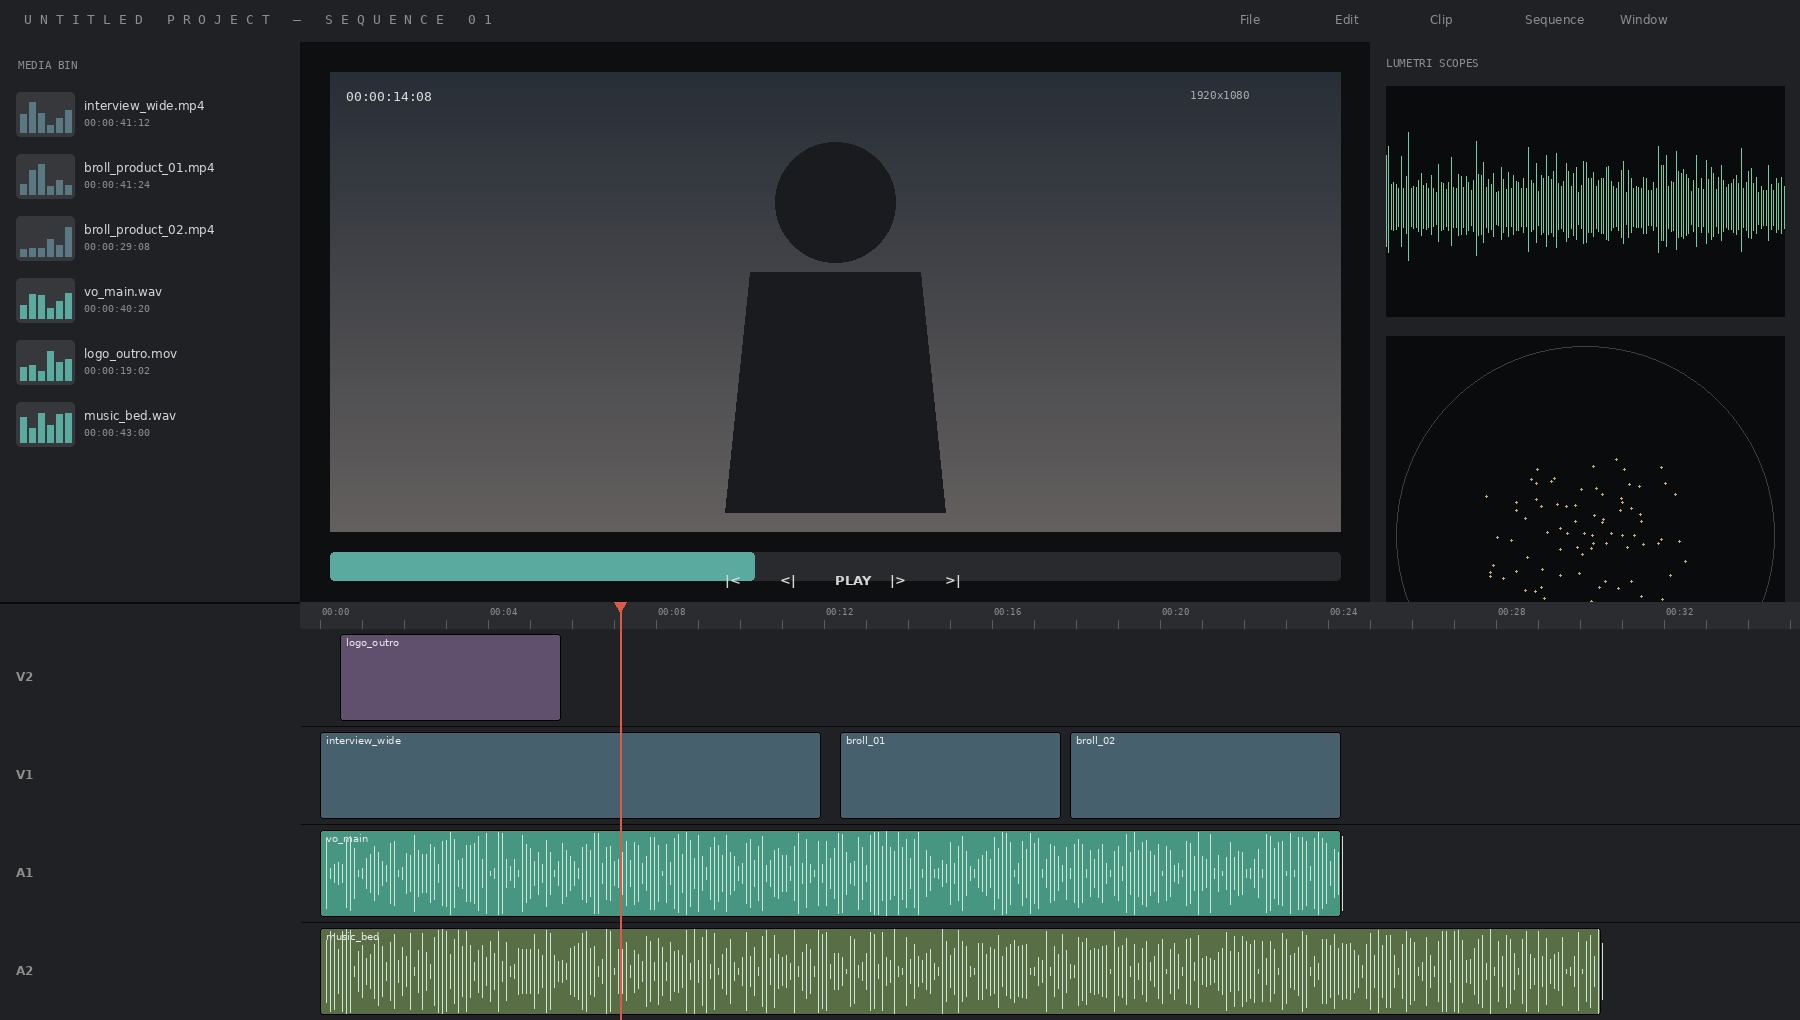 UNTITLED PROJECT — SEQUENCE 01
File Edit Clip Sequence Window
MEDIA BIN
interview_wide.mp4
00:00:41:12
broll_product_01.mp4
00:00:41:24
broll_product_02.mp4
00:00:29:08
vo_main.wav
00:00:40:20
logo_outro.mov
00:00:19:02
music_bed.wav
00:00:43:00
00:00:14:08
1920x1080
|< <| PLAY |> >|
LUMETRI SCOPES
00:00 00:04 00:08 00:12 00:16 00:20 00:24 00:28 00:32
V2
logo_outro
V1
interview_wide broll_01 broll_02
A1
vo_main
A2
music_bed